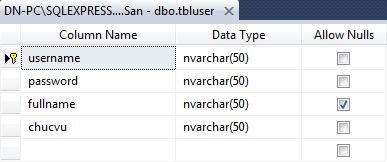 DN-PC\SQLEXPRESS....San - dbo.tbluser
Column Name Data Type Allow Nulls
username nvarchar(50)
password nvarchar(50)
fullname nvarchar(50)
chucvu nvarchar(50)